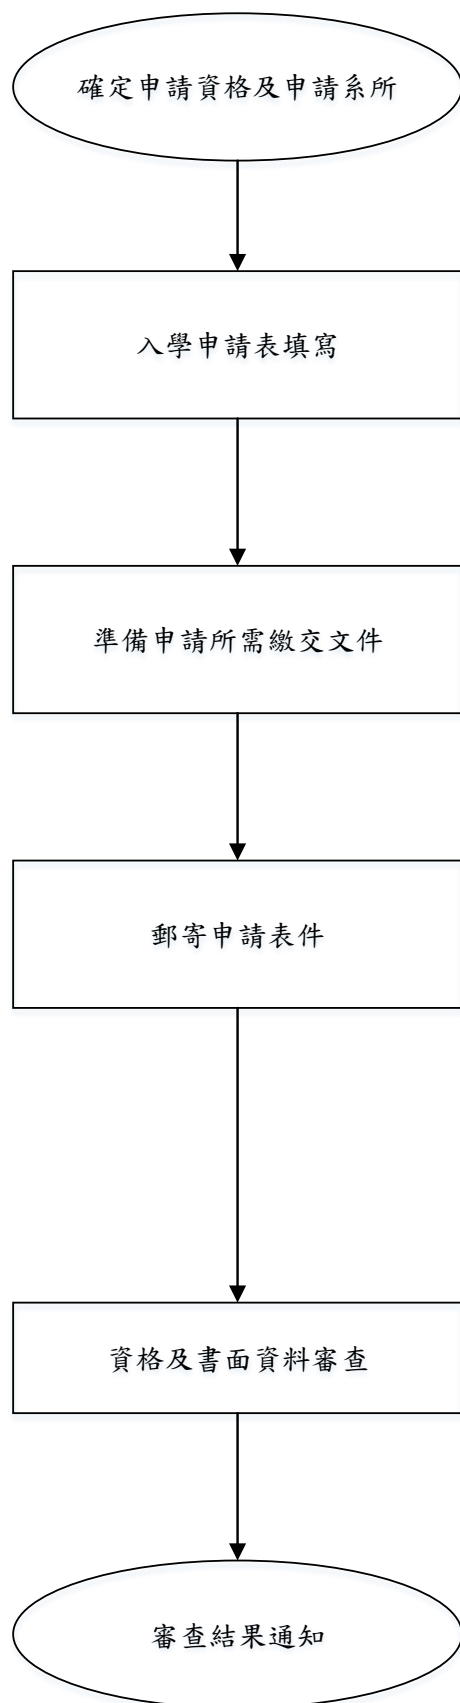 確定申請資格及申請系所
入學申請表填寫
準備申請所需繳交文件
郵寄申請表件
資格及書面資料審查
審查結果通知